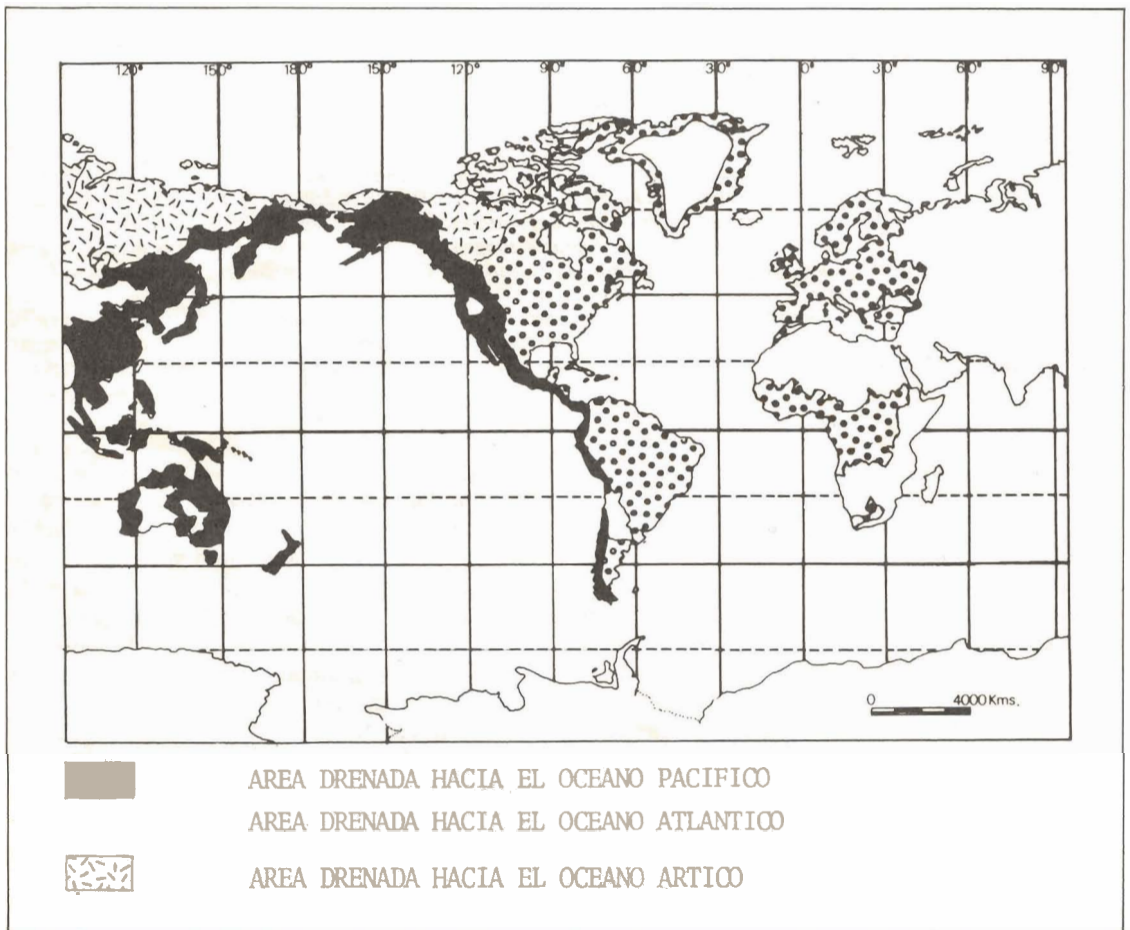 120° 150° 180° 150° 120° 90° 60° 30° 0° 30° 60° 90°
0 4000 Kms.
AREA DRENADA HACIA EL OCEANO PACIFICO
AREA DRENADA HACIA EL OCEANO ATLANTICO
AREA DRENADA HACIA EL OCEANO ARTICO